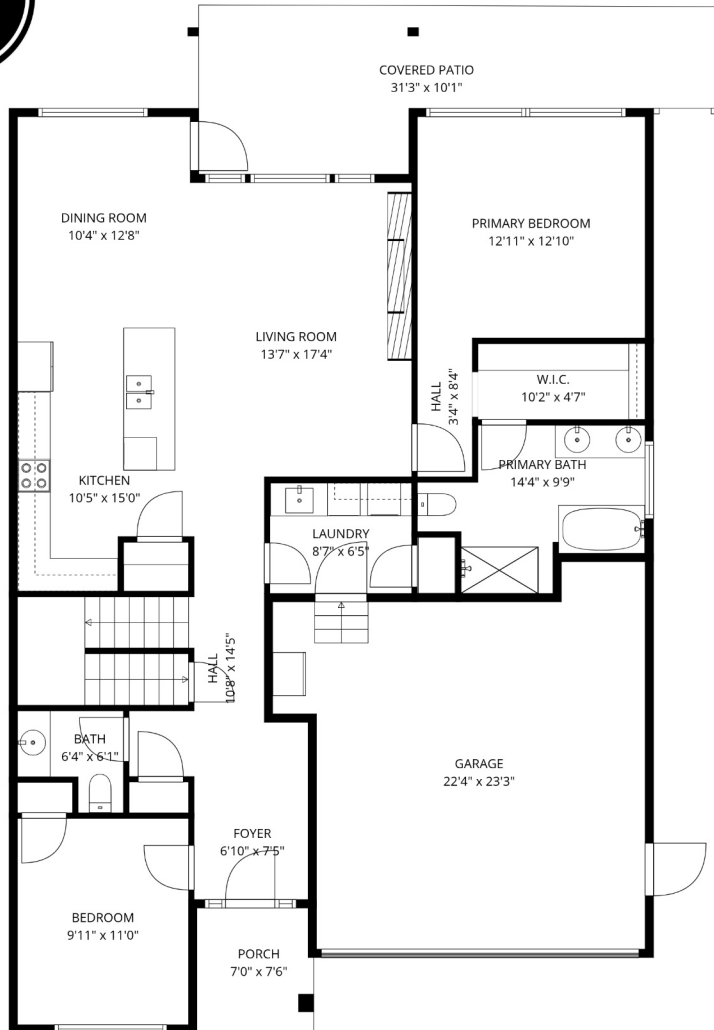 COVERED PATIO
31'3" x 10'1"
DINING ROOM
10'4" x 12'8"
PRIMARY BEDROOM
12'11" x 12'10"
LIVING ROOM
13'7" x 17'4"
HALL
3'4" x 8'4"
W.I.C.
10'2" x 4'7"
KITCHEN
10'5" x 15'0"
PRIMARY BATH
14'4" x 9'9"
LAUNDRY
8'7" x 6'5"
HALL
10'8" x 14'5"
BATH
6'4" x 6'1"
GARAGE
22'4" x 23'3"
FOYER
6'10" x 7'5"
BEDROOM
9'11" x 11'0"
PORCH
7'0" x 7'6"